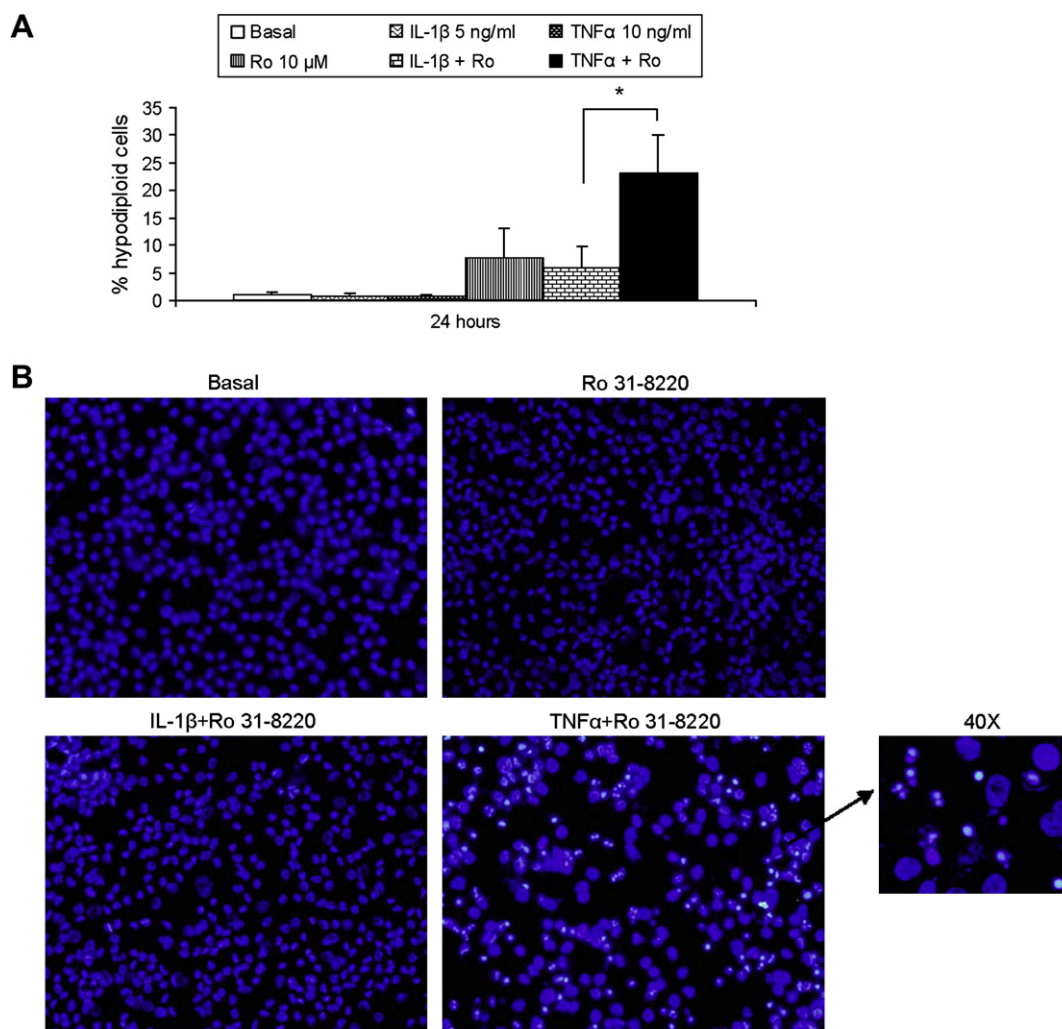 A
Basal IL-1β 5 ng/ml TNFα 10 ng/ml
Ro 10 µM IL-1β + Ro TNFα + Ro
*
35
30
25
20
15
10
5
0
% hypodiploid cells
24 hours
B
Basal Ro 31-8220
IL-1β+Ro 31-8220 TNFα+Ro 31-8220 40X